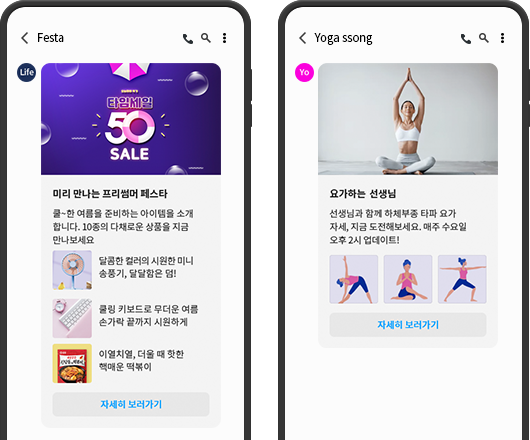 Festa
Life
타임세일
50
SALE
미리 만나는 프리썸머 페스타
쿨~한 여름을 준비하는 아이템을 소개
합니다. 10종의 다채로운 상품을 지금
만나보세요
달콤한 컬러의 시원한 미니
송풍기, 달달함은 덤!
쿨링 키보드로 무더운 여름
손가락 끝까지 시원하게
이열치열, 더울 때 핫한
핵매운 떡볶이
자세히 보러가기
Yoga ssong
Yo
요가하는 선생님
선생님과 함께 하체부종 타파 요가
자세, 지금 도전해보세요. 매주 수요일
오후 2시 업데이트!
자세히 보러가기